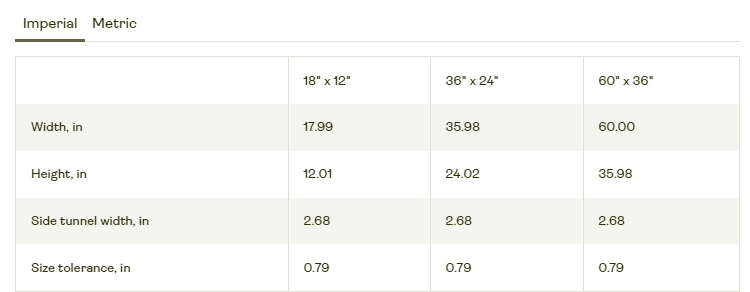 Imperial Metric
18" x 12" 36" x 24" 60" x 36"
Width, in 17.99 35.98 60.00
Height, in 12.01 24.02 35.98
Side tunnel width, in 2.68 2.68 2.68
Size tolerance, in 0.79 0.79 0.79